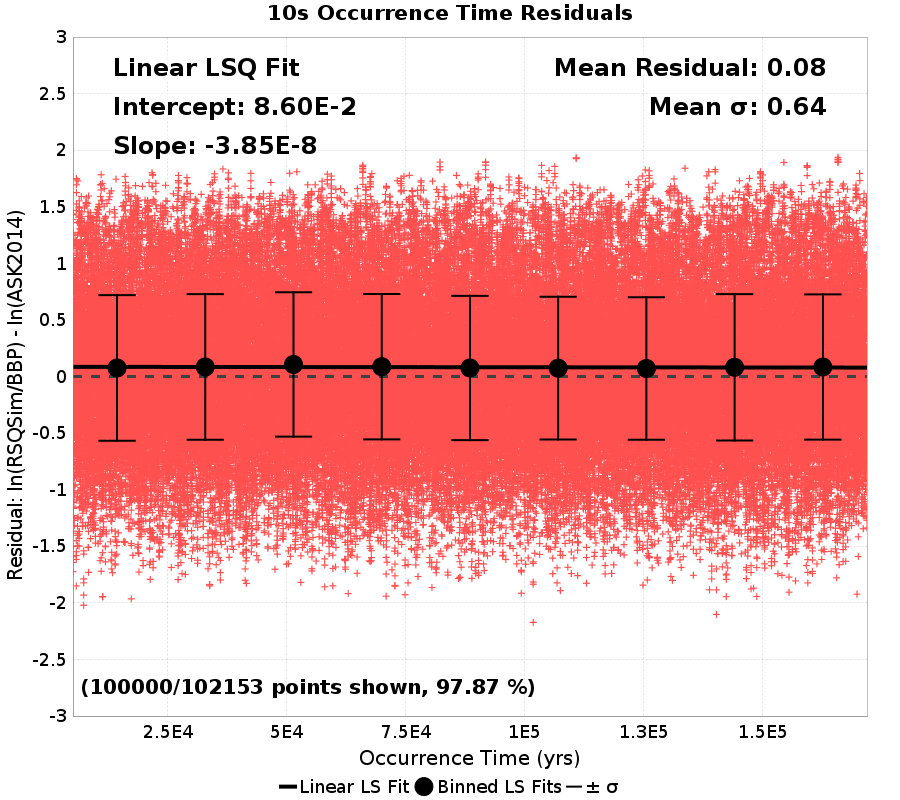 10s Occurrence Time Residuals
Linear LSQ Fit
Intercept: 8.60E-2
Slope: -3.85E-8
Mean Residual: 0.08
Mean σ: 0.64
Residual: ln(RSQSim/BBP) - ln(ASK2014)
3
2.5
2
1.5
1
0.5
0
-0.5
-1
-1.5
-2
-2.5
-3
(100000/102153 points shown, 97.87 %)
2.5E4 5E4 7.5E4 1E5 1.3E5 1.5E5
Occurrence Time (yrs)
Linear LS Fit Binned LS Fits ± σ